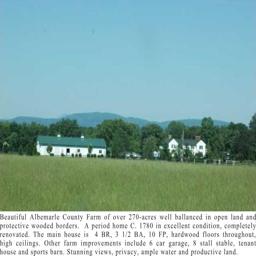 Beautiful Albemarle County Farm of over 270-acres well ballanced in open land and
protective wooded borders. A period home C. 1780 in excellent condition, completely
renovated. The main house is 4 BR, 3 1/2 BA, 10 FP, hardwood floors throughout,
high ceilings. Other farm improvements include 6 car garage, 8 stall stable, tenant
house and sports barn. Stunning views, privacy, ample water and productive land.